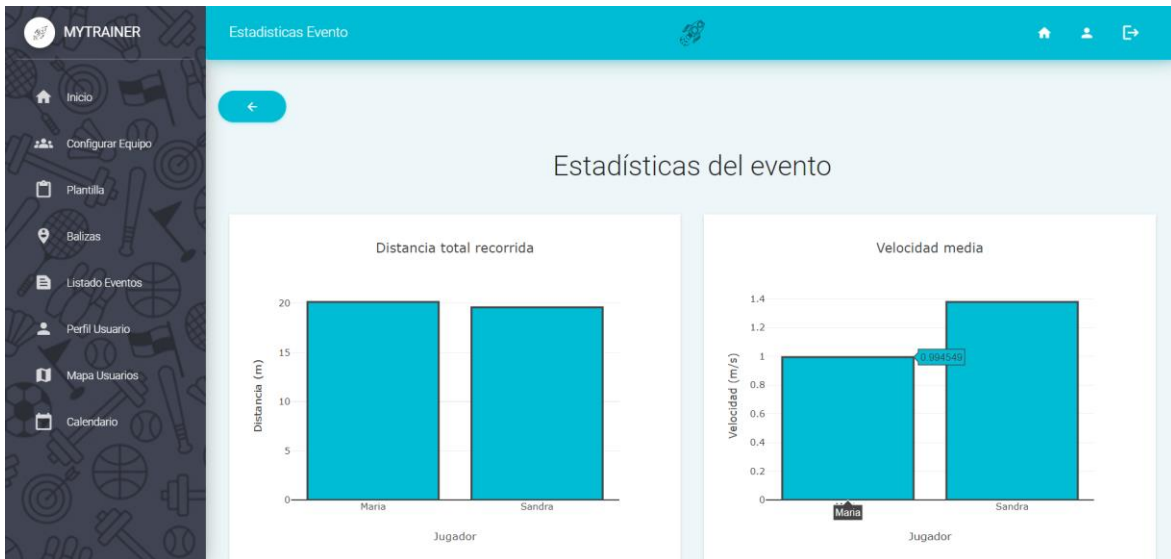 MYTRAINER
Estadisticas Evento
Inicio
Configurar Equipo
Plantilla
Balizas
Listado Eventos
Perfil Usuario
Mapa Usuarios
Calendario
Estadísticas del evento
Distancia total recorrida
20
15
10
5
0
Distancia (m)
Maria
Sandra
Jugador
Velocidad media
1.4
1.2
1
0.8
0.6
0.4
0.2
0
Velocidad (m/s)
0.994549
Maria
Sandra
Jugador